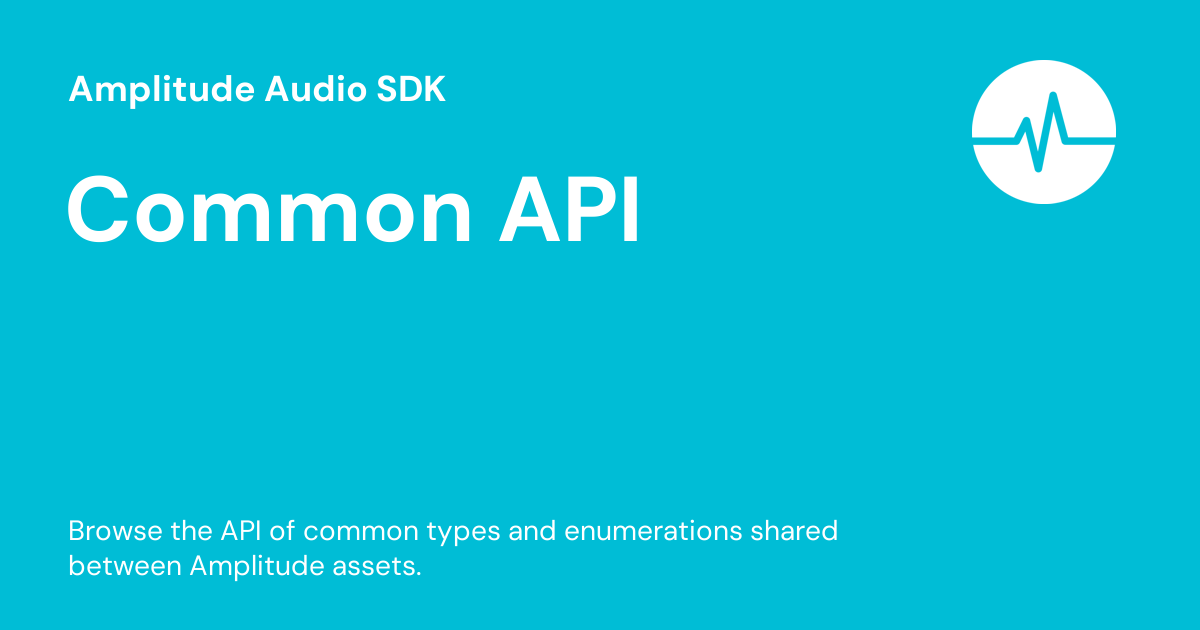 Amplitude Audio SDK
Common API
Browse the API of common types and enumerations shared
between Amplitude assets.